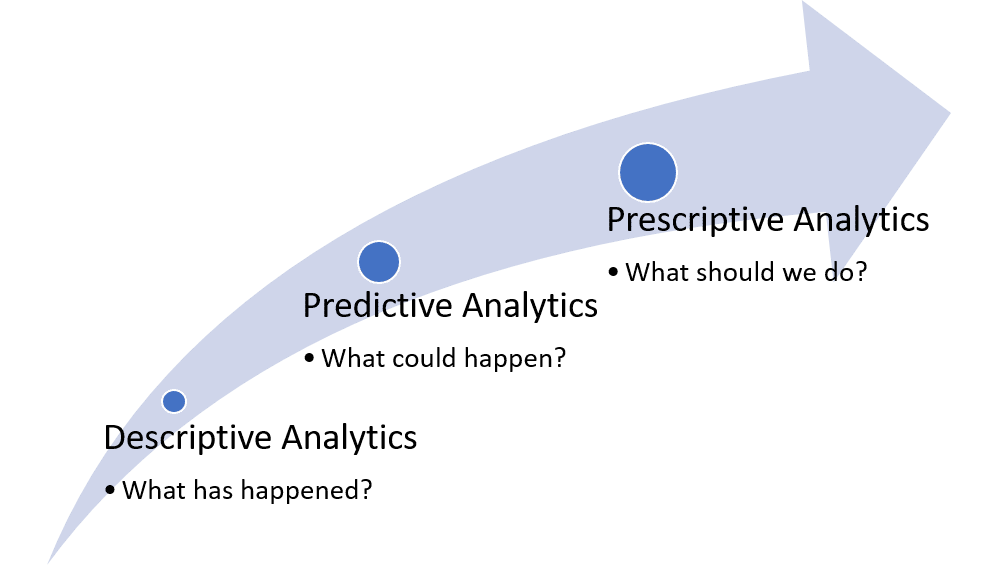 Prescriptive Analytics
• What should we do?
Predictive Analytics
• What could happen?
Descriptive Analytics
• What has happened?